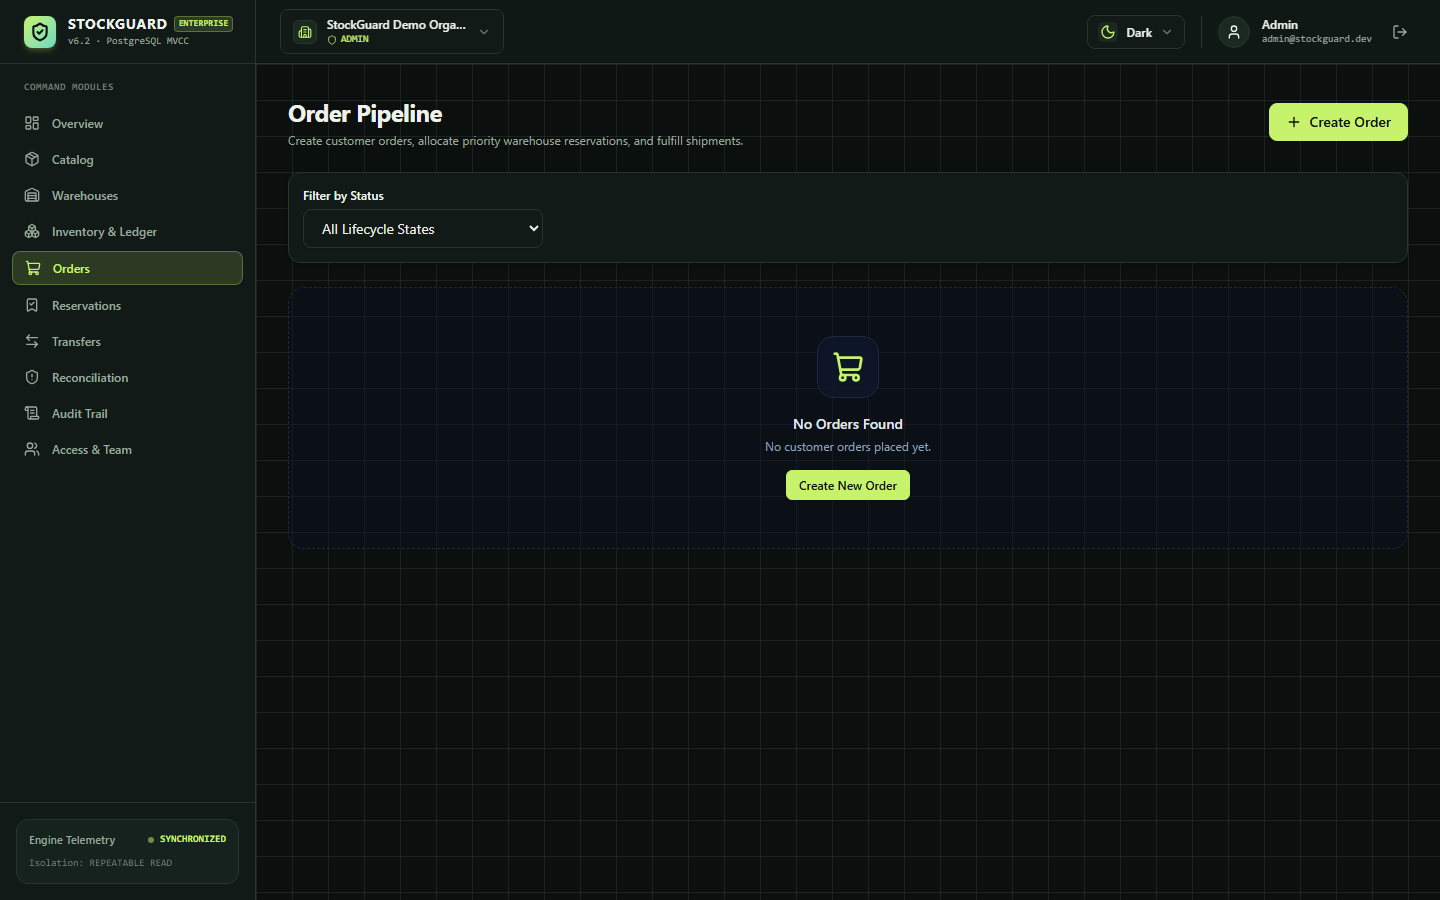 STOCKGUARD ENTERPRISE
v6.2 · PostgreSQL MVCC
StockGuard Demo Orga...
ADMIN
Dark
Admin
admin@stockguard.dev
COMMAND MODULES
Overview
Catalog
Warehouses
Inventory & Ledger
Orders
Reservations
Transfers
Reconciliation
Audit Trail
Access & Team
Engine Telemetry
SYNCHRONIZED
Isolation: REPEATABLE READ
Order Pipeline
Create customer orders, allocate priority warehouse reservations, and fulfill shipments.
Create Order
Filter by Status
All Lifecycle States
No Orders Found
No customer orders placed yet.
Create New Order